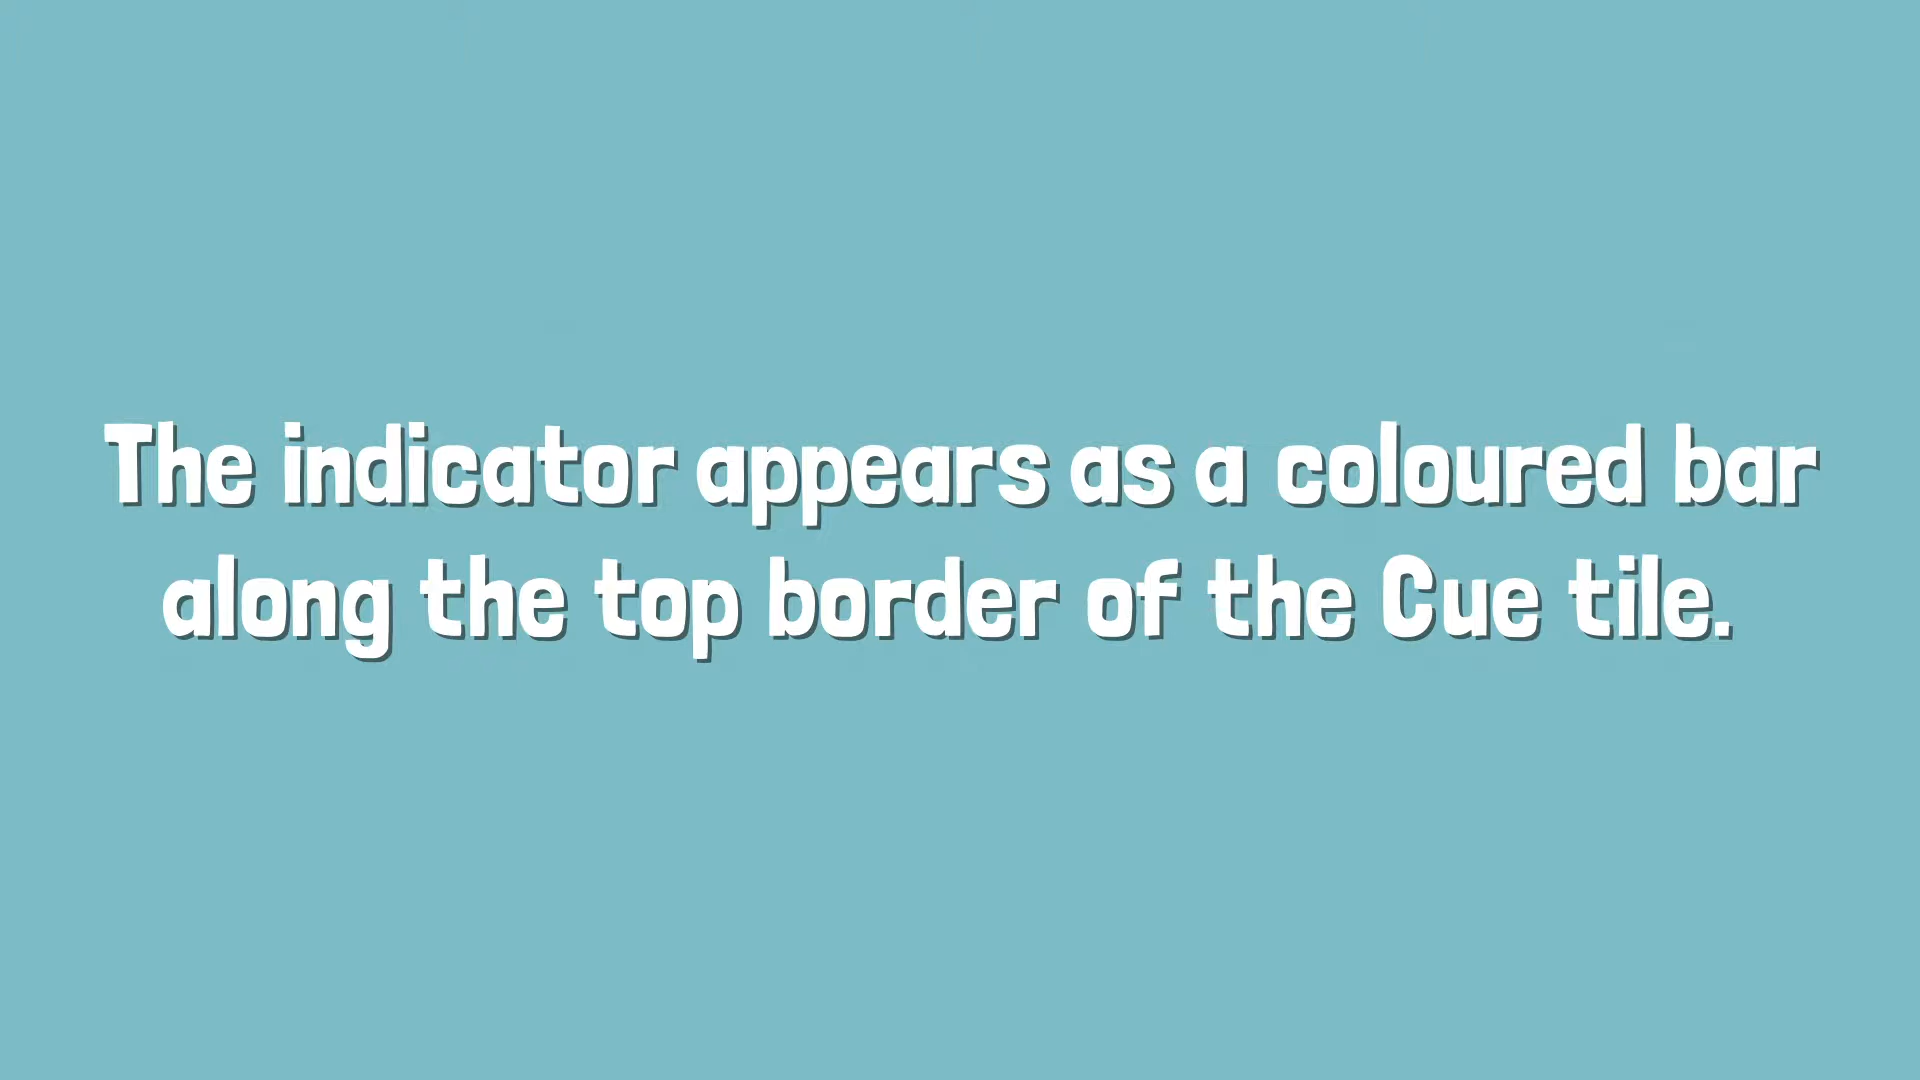 The indicator appears as a coloured bar
along the top border of the Cue tile.